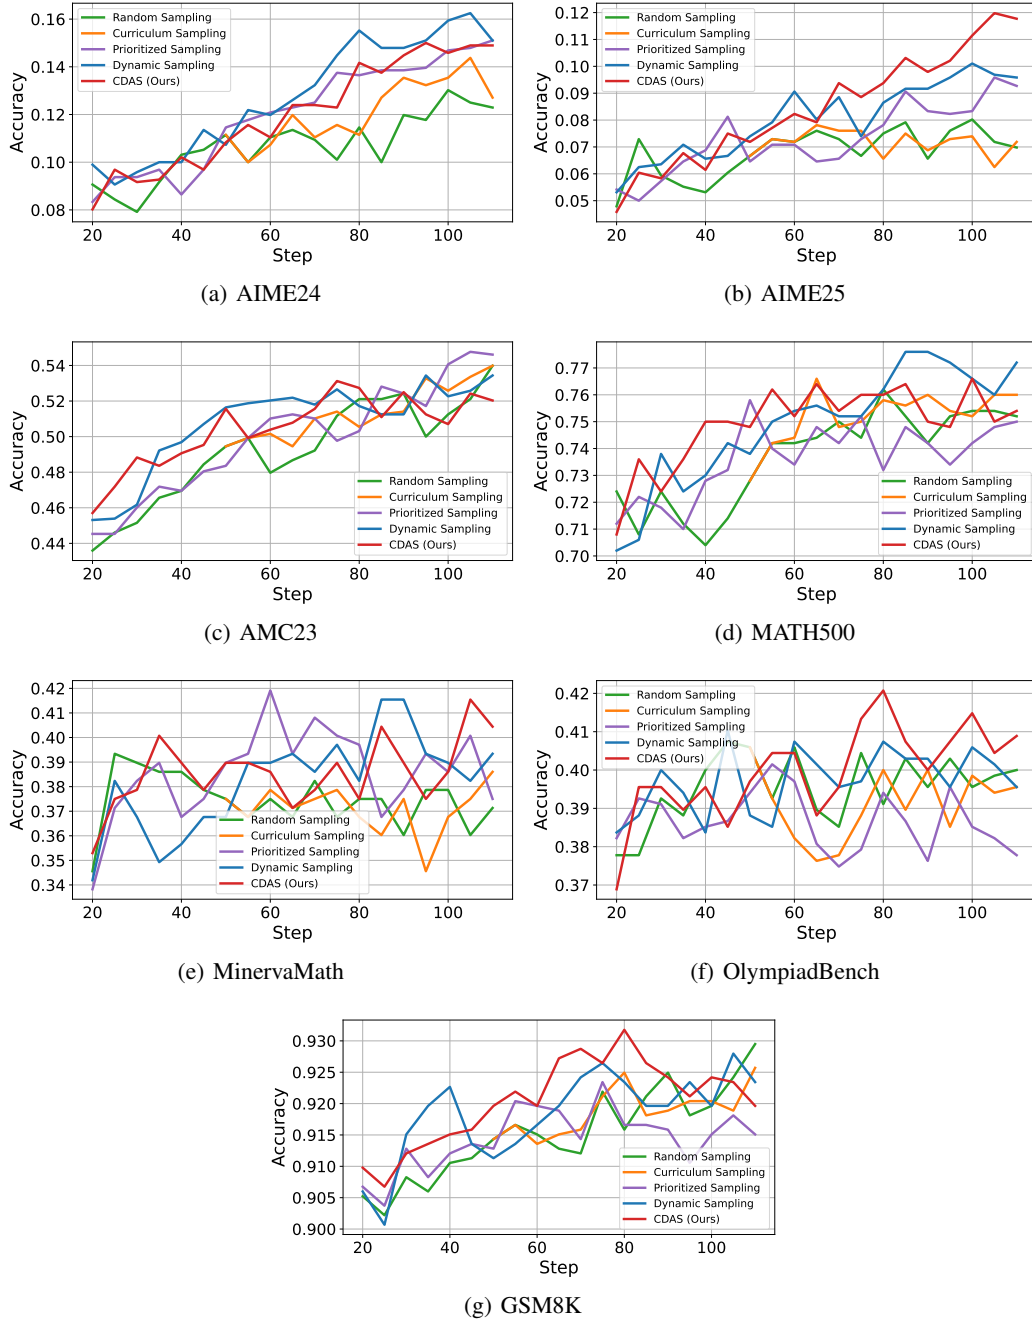 Accuracy
0.16
0.14
0.12
0.10
0.08
Random Sampling
Curriculum Sampling
Prioritized Sampling
Dynamic Sampling
CDAS (Ours)
20 40 60 80 100
Step
(a) AIME24
Accuracy
0.12
0.11
0.10
0.09
0.08
0.07
0.06
0.05
Random Sampling
Curriculum Sampling
Prioritized Sampling
Dynamic Sampling
CDAS (Ours)
20 40 60 80 100
Step
(b) AIME25
Accuracy
0.54
0.52
0.50
0.48
0.46
0.44
Random Sampling
Curriculum Sampling
Prioritized Sampling
Dynamic Sampling
CDAS (Ours)
20 40 60 80 100
Step
(c) AMC23
Accuracy
0.77
0.76
0.75
0.74
0.73
0.72
0.71
0.70
Random Sampling
Curriculum Sampling
Prioritized Sampling
Dynamic Sampling
CDAS (Ours)
20 40 60 80 100
Step
(d) MATH500
Accuracy
0.42
0.41
0.40
0.39
0.38
0.37
0.36
0.35
0.34
Random Sampling
Curriculum Sampling
Prioritized Sampling
Dynamic Sampling
CDAS (Ours)
20 40 60 80 100
Step
(e) MinervaMath
Accuracy
0.42
0.41
0.40
0.39
0.38
0.37
Random Sampling
Curriculum Sampling
Prioritized Sampling
Dynamic Sampling
CDAS (Ours)
20 40 60 80 100
Step
(f) OlympiadBench
Accuracy
0.930
0.925
0.920
0.915
0.910
0.905
0.900
Random Sampling
Curriculum Sampling
Prioritized Sampling
Dynamic Sampling
CDAS (Ours)
20 40 60 80 100
Step
(g) GSM8K